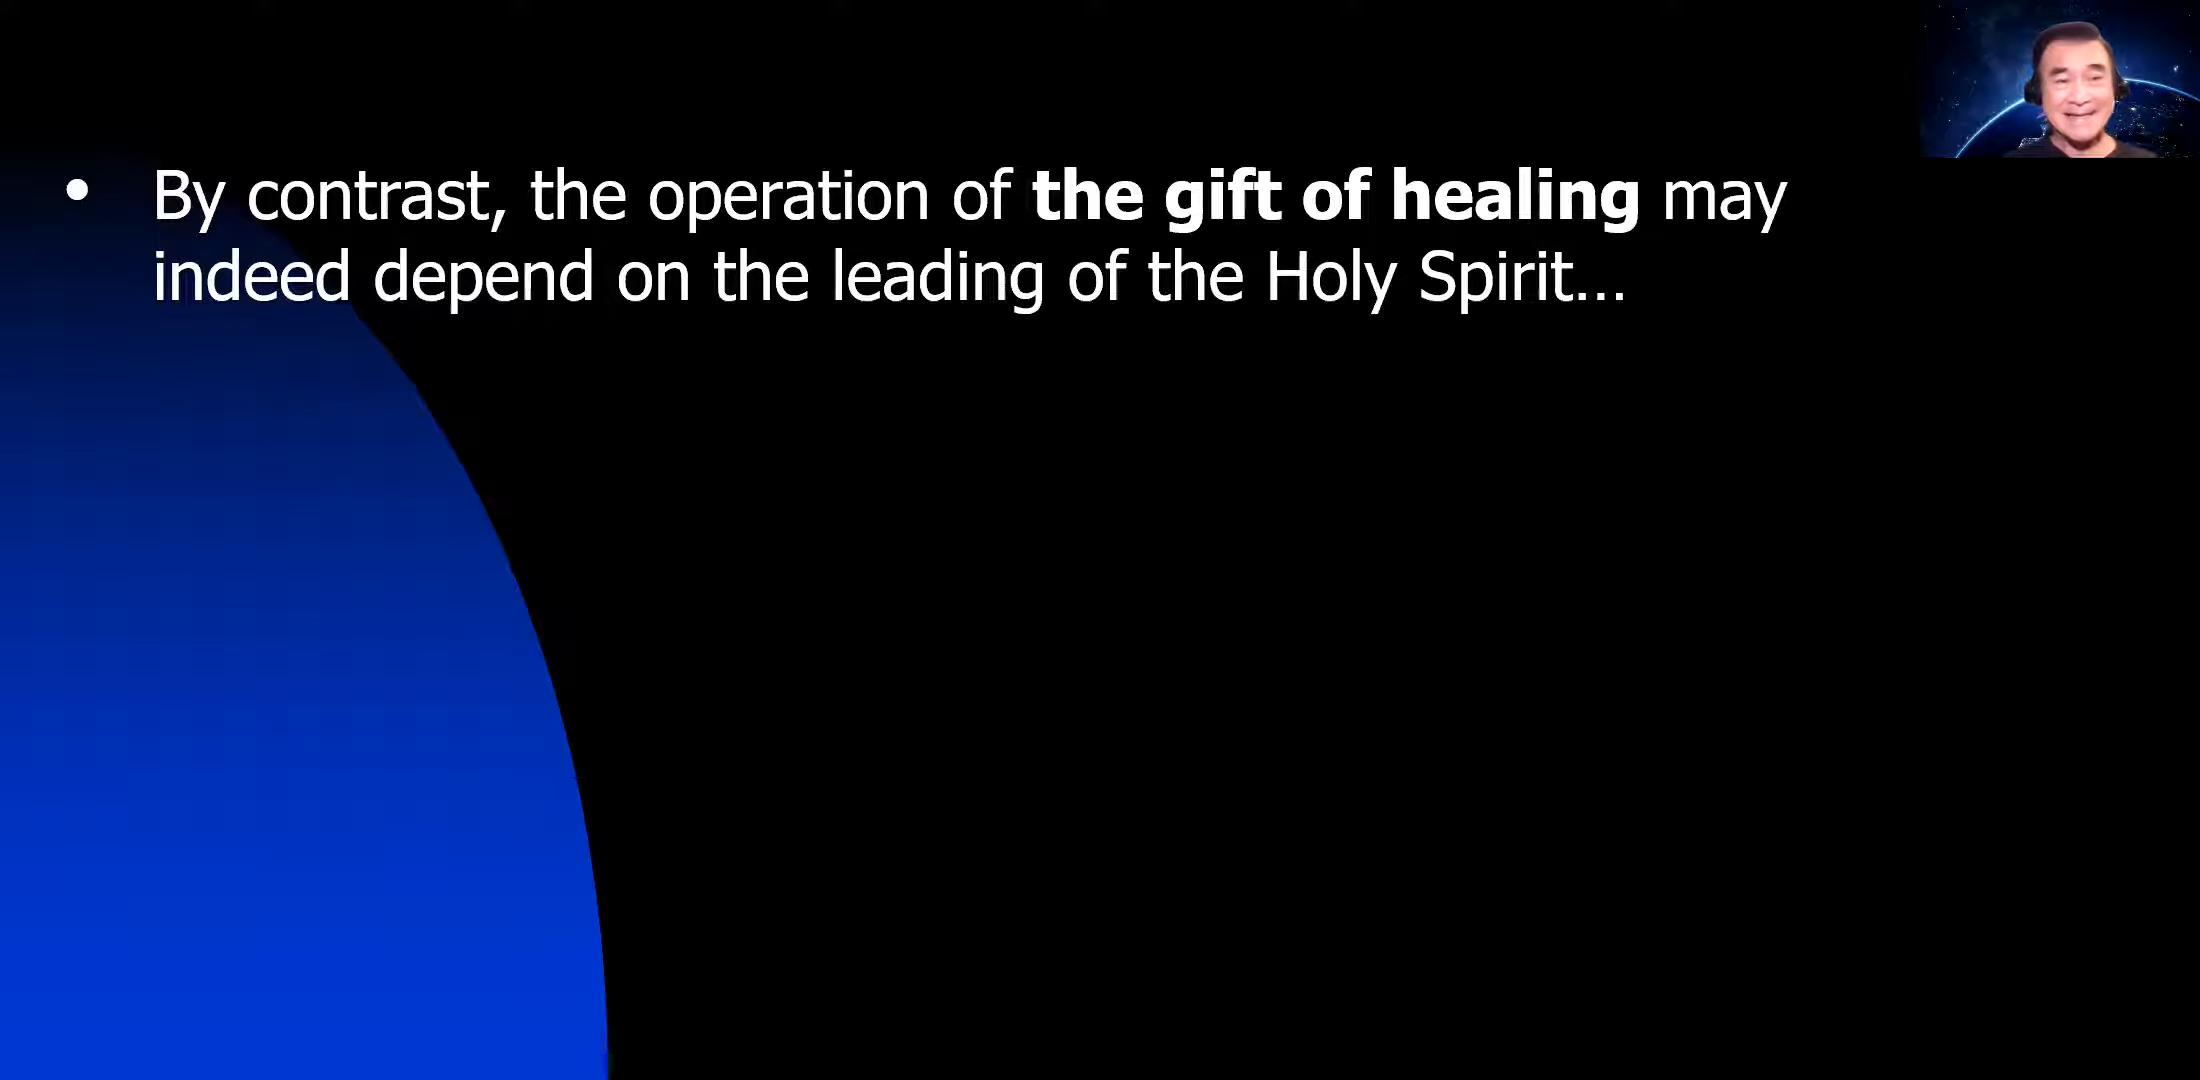 • By contrast, the operation of the gift of healing may
indeed depend on the leading of the Holy Spirit...